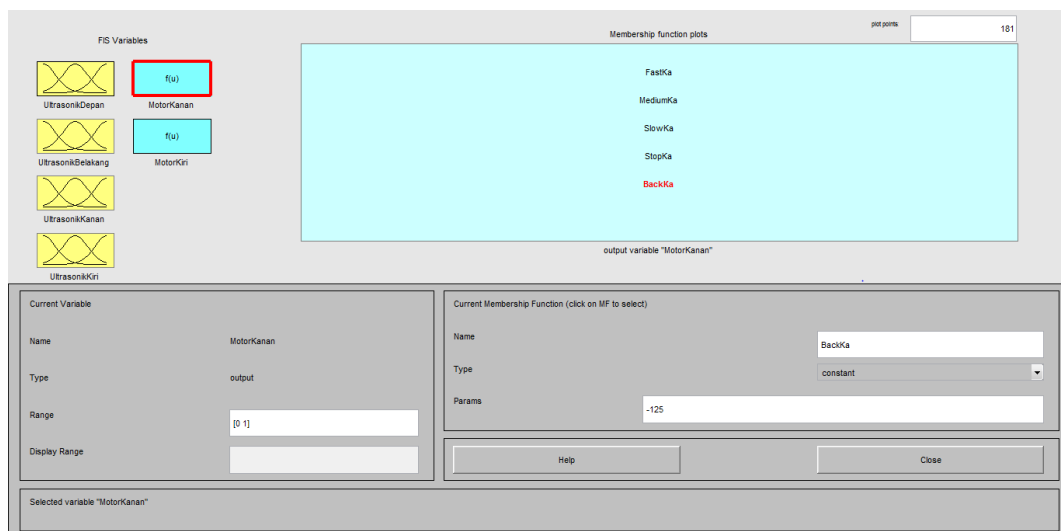 FIS Variables
f(u)
UltrasonikDepan
MotorKanan
f(u)
UltrasonikBelakang
MotorKiri
UltrasonikKanan
UltrasonikKiri
Membership function plots
plot points:
181
FastKa
MediumKa
SlowKa
StopKa
BackKa
output variable "MotorKanan"
Current Variable
Name
MotorKanan
Type
output
Range
[0 1]
Display Range
Current Membership Function (click on MF to select)
Name
BackKa
Type
constant
Params
-125
Help
Close
Selected variable "MotorKanan"